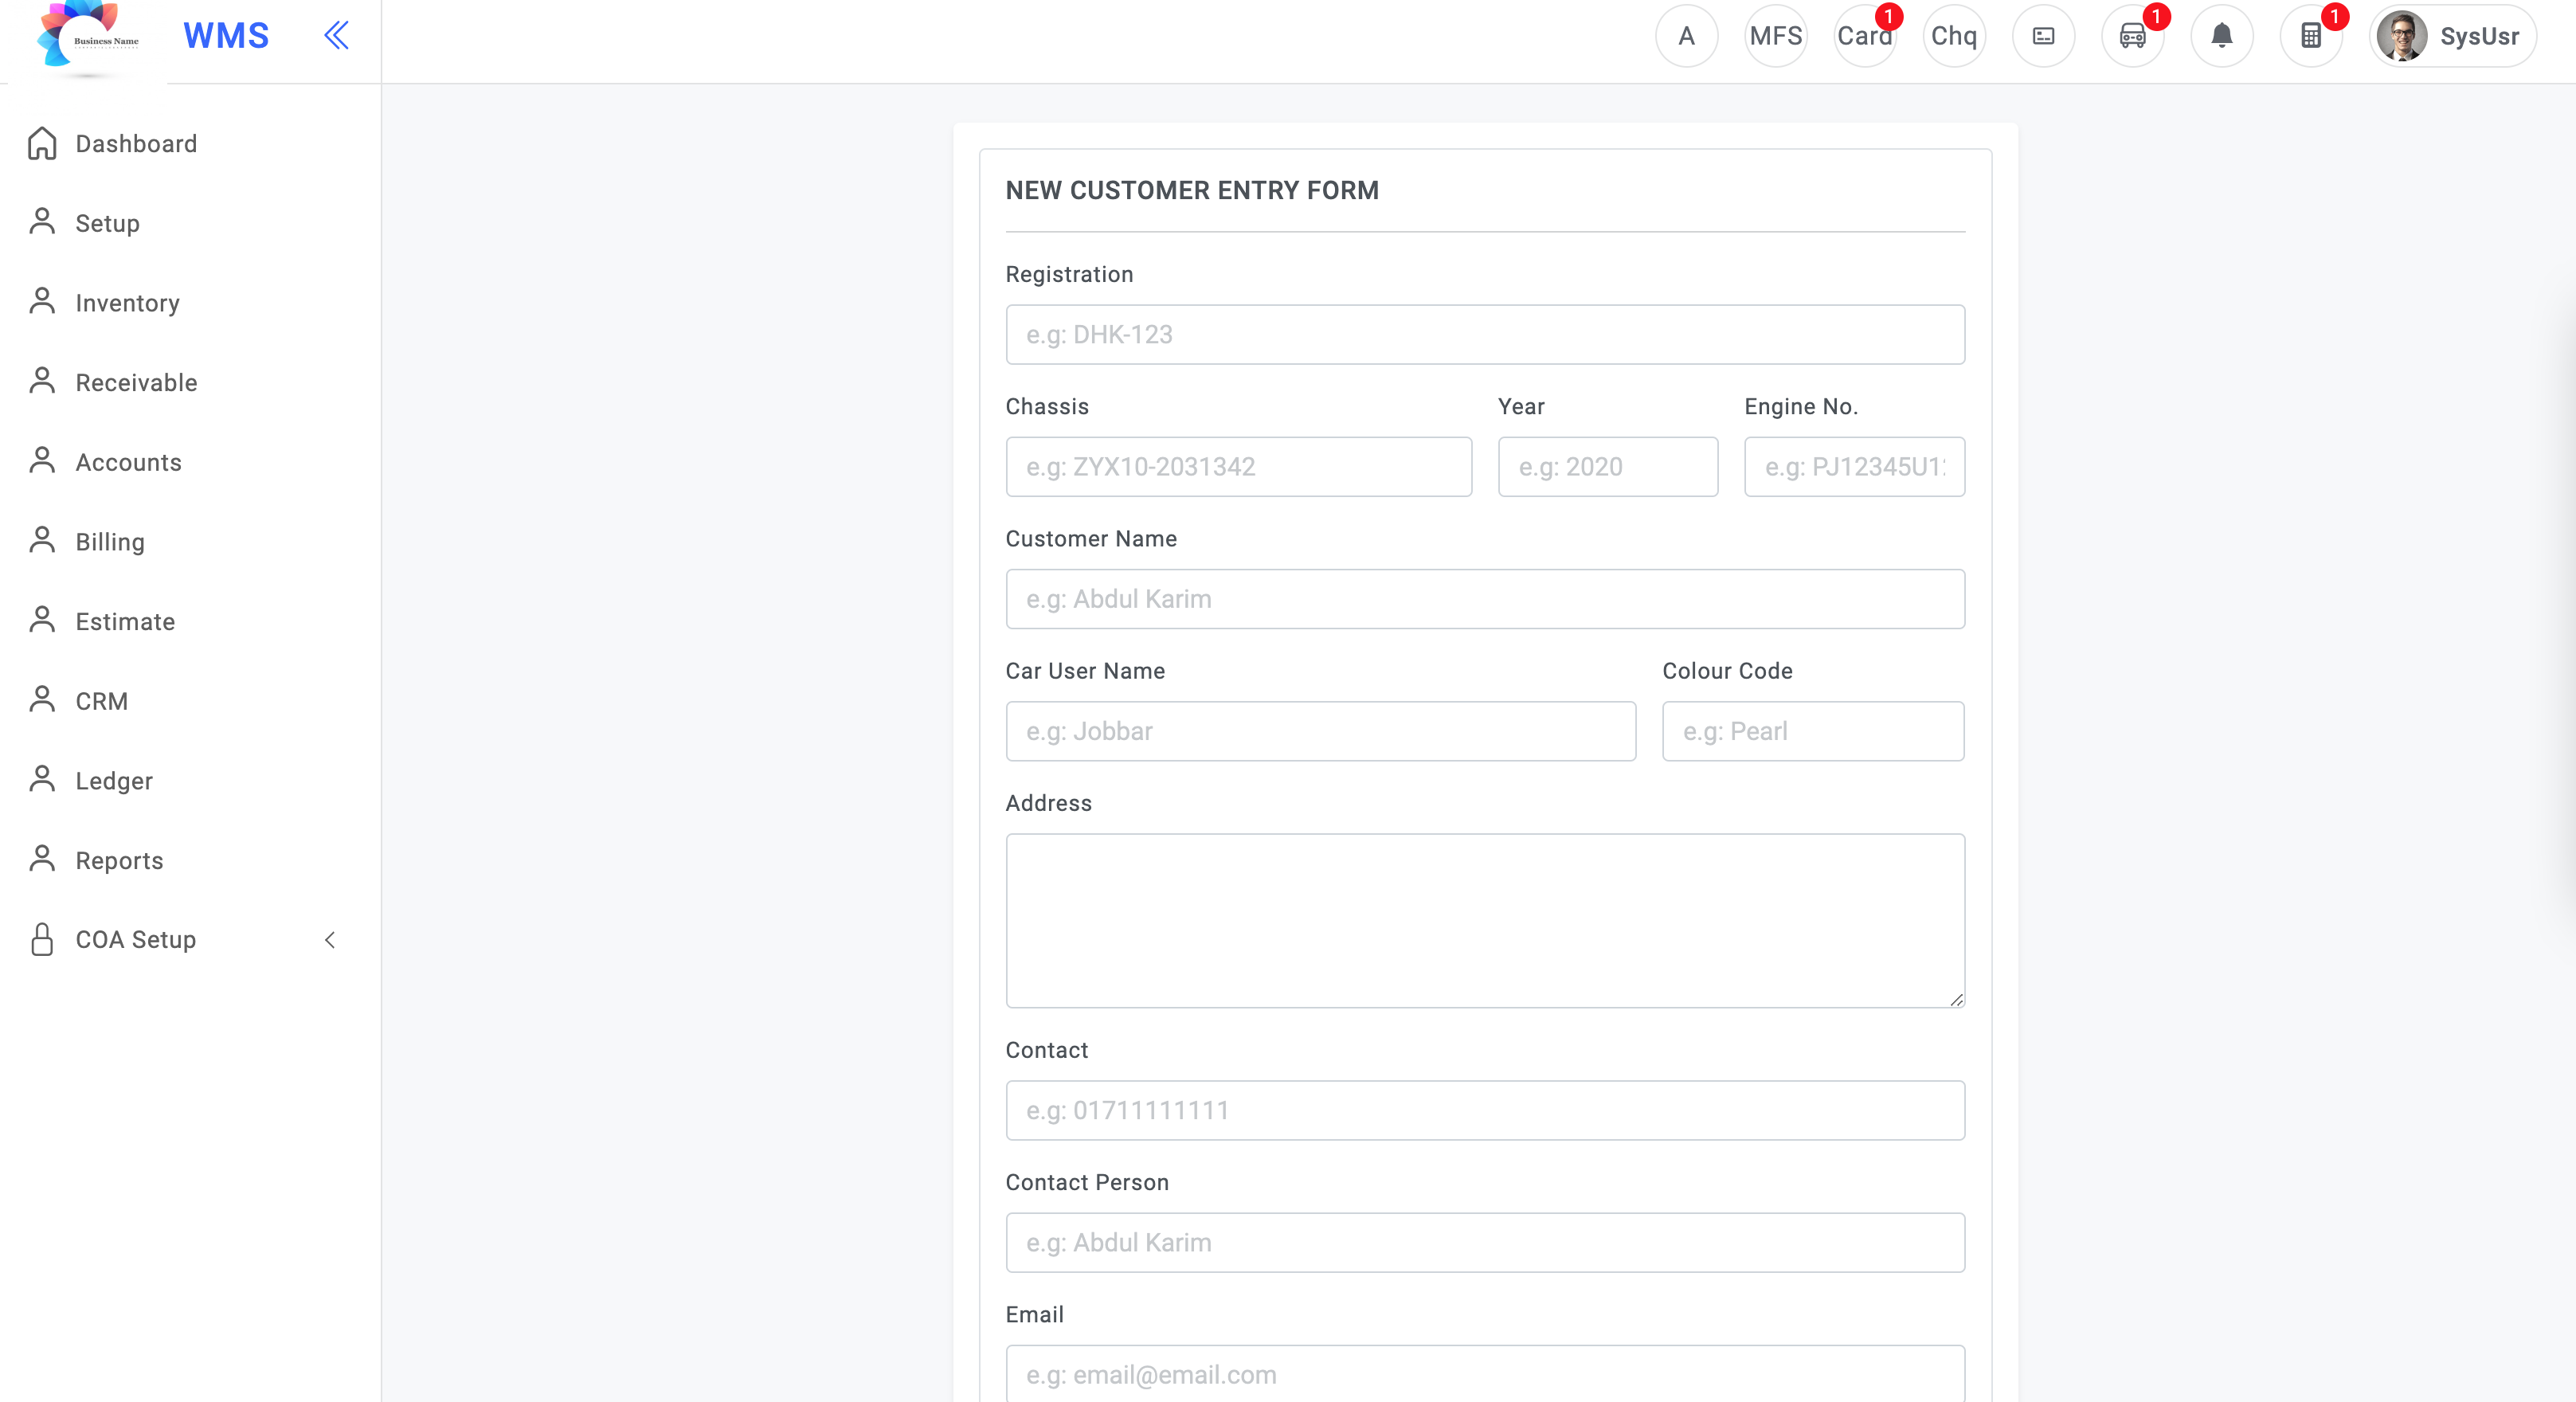 Business Name
WMS
A
MFS
Card
1
Chq
1
1
SysUsr
Dashboard
Setup
Inventory
Receivable
Accounts
Billing
Estimate
CRM
Ledger
Reports
COA Setup
NEW CUSTOMER ENTRY FORM
Registration
e.g: DHK-123
Chassis Year Engine No.
e.g: ZYX10-2031342 e.g: 2020 e.g: PJ12345U1
Customer Name
e.g: Abdul Karim
Car User Name Colour Code
e.g: Jobbar e.g: Pearl
Address
Contact
e.g: 01711111111
Contact Person
e.g: Abdul Karim
Email
e.g: email@email.com